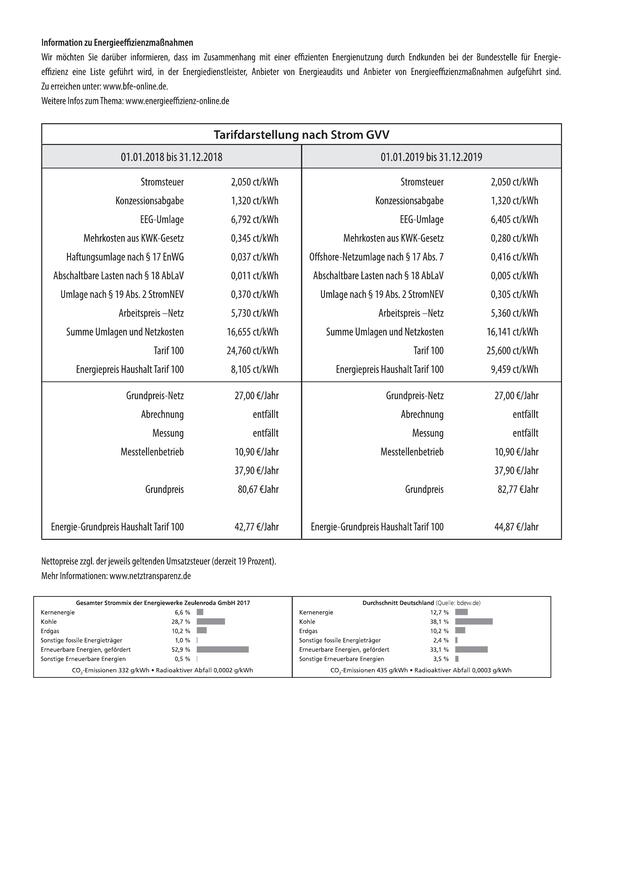 Information zu Energieeffizienzmaßnahmen
Wir möchten Sie darüber informieren, dass im Zusammenhang mit einer effizienten Energienutzung durch Endkunden bei der Bundesstelle für Energie-
effizienz eine Liste geführt wird, in der Energiedienstleister, Anbieter von Energieaudits und Anbieter von Energieeffizienzmaßnahmen aufgeführt sind.
Zu erreichen unter: www.bfe-online.de.
Weitere Infos zum Thema: www.energieeffizienz-online.de
Tarifdarstellung nach Strom GVV
01.01.2018 bis 31.12.2018
Stromsteuer 2,050 ct/kWh
Konzessionsabgabe 1,320 ct/kWh
EEG-Umlage 6,792 ct/kWh
Mehrkosten aus KWK-Gesetz 0,345 ct/kWh
Haftungsumlage nach § 17 EnWG 0,037 ct/kWh
Abschaltbare Lasten nach § 18 AbLaV 0,011 ct/kWh
Umlage nach § 19 Abs. 2 StromNEV 0,370 ct/kWh
Arbeitspreis –Netz 5,730 ct/kWh
Summe Umlagen und Netzkosten 16,655 ct/kWh
Tarif 100 24,760 ct/kWh
Energiepreis Haushalt Tarif 100 8,105 ct/kWh
Grundpreis-Netz 27,00 €/Jahr
Abrechnung entfällt
Messung entfällt
Messstellenbetrieb 10,90 €/Jahr
37,90 €/Jahr
Grundpreis 80,67 €Jahr
Energie-Grundpreis Haushalt Tarif 100 42,77 €/Jahr
01.01.2019 bis 31.12.2019
Stromsteuer 2,050 ct/kWh
Konzessionsabgabe 1,320 ct/kWh
EEG-Umlage 6,405 ct/kWh
Mehrkosten aus KWK-Gesetz 0,280 ct/kWh
Offshore-Netzumlage nach § 17 Abs. 7 0,416 ct/kWh
Abschaltbare Lasten nach § 18 AbLaV 0,005 ct/kWh
Umlage nach § 19 Abs. 2 StromNEV 0,305 ct/kWh
Arbeitspreis –Netz 5,360 ct/kWh
Summe Umlagen und Netzkosten 16,141 ct/kWh
Tarif 100 25,600 ct/kWh
Energiepreis Haushalt Tarif 100 9,459 ct/kWh
Grundpreis-Netz 27,00 €/Jahr
Abrechnung entfällt
Messung entfällt
Messstellenbetrieb 10,90 €/Jahr
37,90 €/Jahr
Grundpreis 82,77 €Jahr
Energie-Grundpreis Haushalt Tarif 100 44,87 €/Jahr
Nettopreise zzgl. der jeweils geltenden Umsatzsteuer (derzeit 19 Prozent).
Mehr Informationen: www.netztransparenz.de
Gesamter Strommix der Energiewerke Zeulenroda GmbH 2017
Kernenergie 6,6 %
Kohle 28,7 %
Erdgas 10,2 %
Sonstige fossile Energieträger 1,0 %
Erneuerbare Energien, gefördert 52,9 %
Sonstige Erneuerbare Energien 0,5 %
CO₂-Emissionen 332 g/kWh • Radioaktiver Abfall 0,0002 g/kWh
Durchschnitt Deutschland (Quelle: bdew.de)
Kernenergie 12,7 %
Kohle 38,1 %
Erdgas 10,2 %
Sonstige fossile Energieträger 2,4 %
Erneuerbare Energien, gefördert 33,1 %
Sonstige Erneuerbare Energien 3,5 %
CO₂-Emissionen 435 g/kWh • Radioaktiver Abfall 0,0003 g/kWh